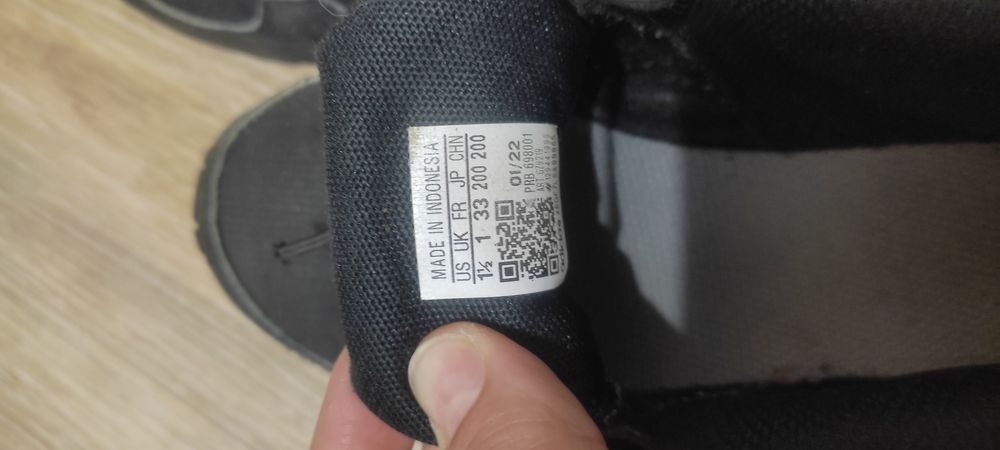 MADE IN INDONESIA
US UK FR JP CHN
1½ 1 33 200 200
01/22
PRB 698001